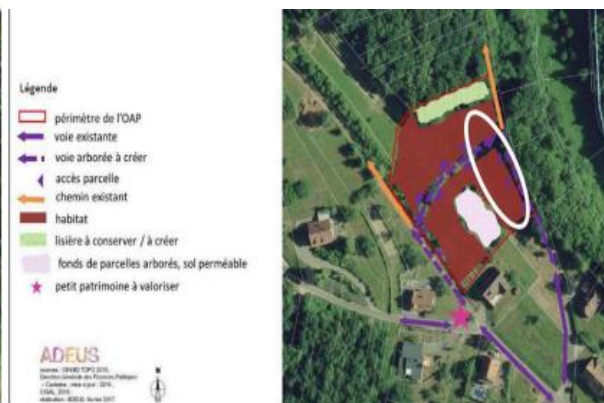 Légende
périmètre de l'OAP
voie existante
voie arborée à créer
accès parcelle
chemin existant
habitat
lisière à conserver / à créer
fonds de parcelles arborés, sol perméable
petit patrimoine à valoriser
ADEUS